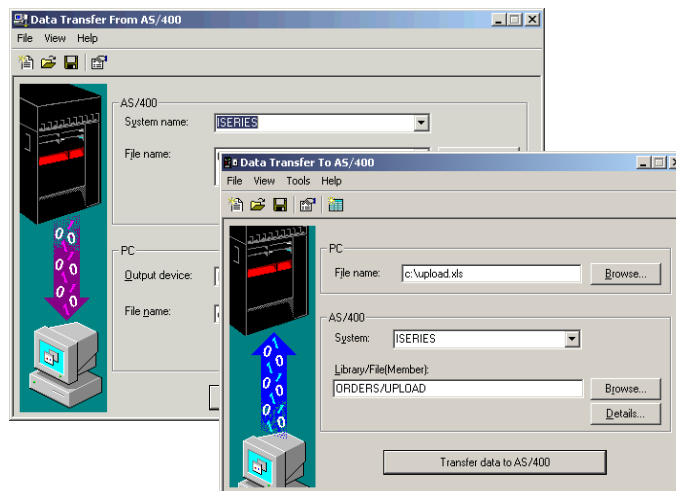 Data Transfer From AS/400
File View Help
AS/400
System name: ISERIES
File name:
PC
Output device:
File name:
Data Transfer To AS/400
File View Tools Help
PC
File name: c:\upload.xls Browse...
AS/400
System: ISERIES
Library/File(Member):
ORDERS/UPLOAD Browse...
Details...
Transfer data to AS/400